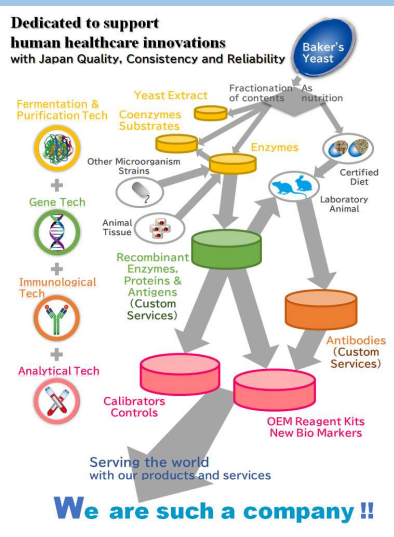 Dedicated to support
human healthcare innovations
with Japan Quality, Consistency and Reliability
Baker's
Yeast
Fractionation
of contents
As
nutrition
Yeast Extract
Coenzymes
Substrates
Enzymes
Fermentation &
Purification Tech
Other Microorganism
Strains
?
Certified
Diet
Laboratory
Animal
Animal
Tissue
+
Gene Tech
Recombinant
Enzymes,
Proteins &
Antigens
(Custom
Services)
+
Immunological
Tech
Antibodies
(Custom
Services)
+
Analytical Tech
Calibrators
Controls
OEM Reagent Kits
New Bio Markers
Serving the world
with our products and services
We are such a company !!